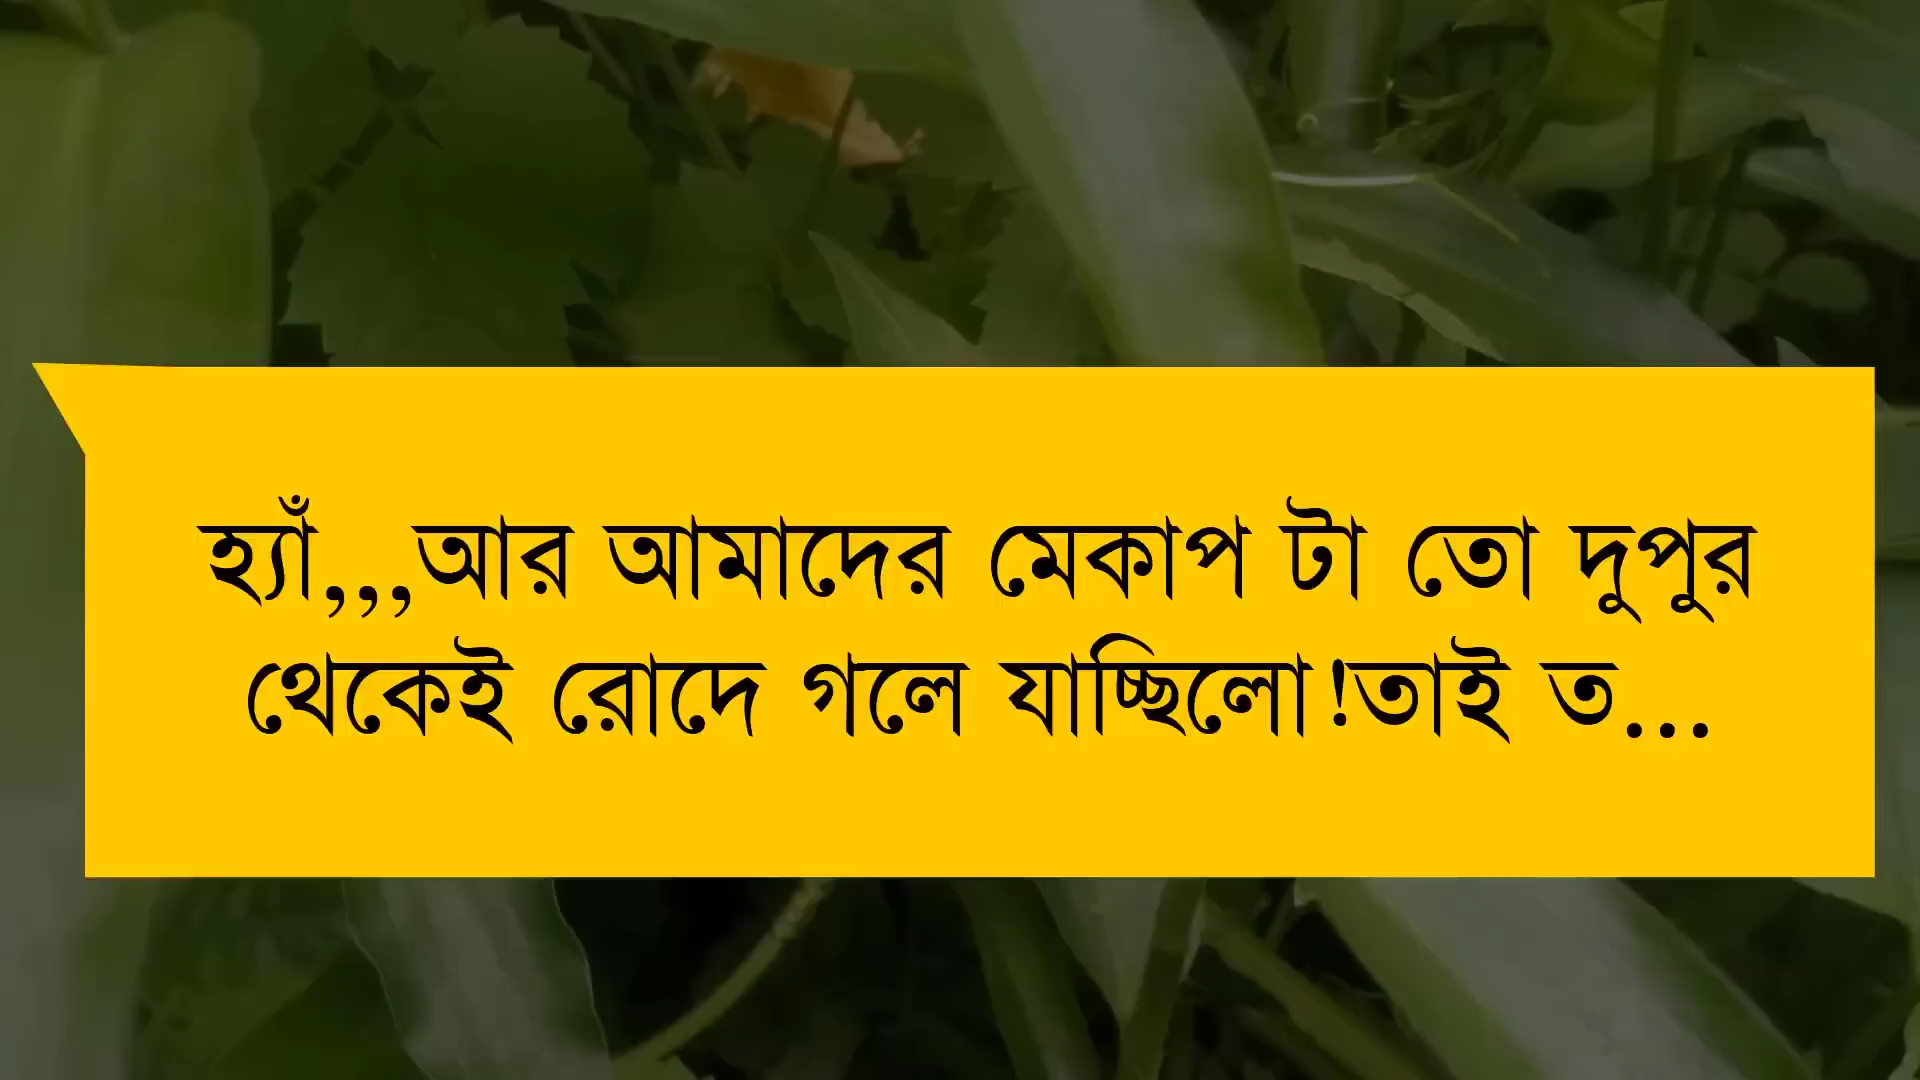 হ্যাঁ,,,আর আমাদের মেকাপ টা তো দুপুর
থেকেই রোদে গলে যাচ্ছিলো!তাই ত...